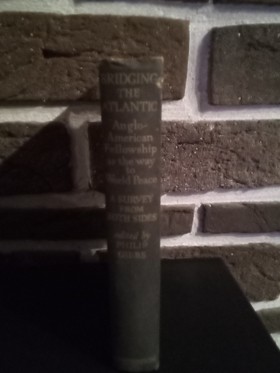 BRIDGING
THE
ATLANTIC
Anglo-
American
Fellowship
as the way to
World Peace
A SURVEY
FROM
BOTH SIDES
edited by
PHILIP
GIBBS